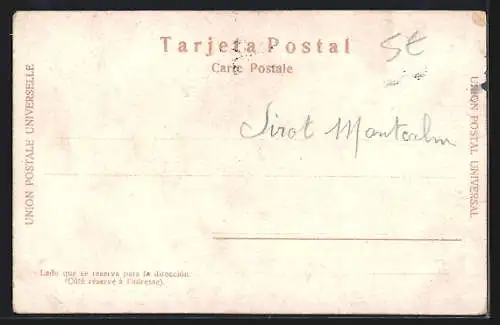 Tarjeta Postal
Carte Postale
5€
UNION POSTALE UNIVERSELLE
UNION POSTAL UNIVERSAL
Sirot Montcalm
Lado que se reserva para la dirección
(Côté réservé à l'adresse).